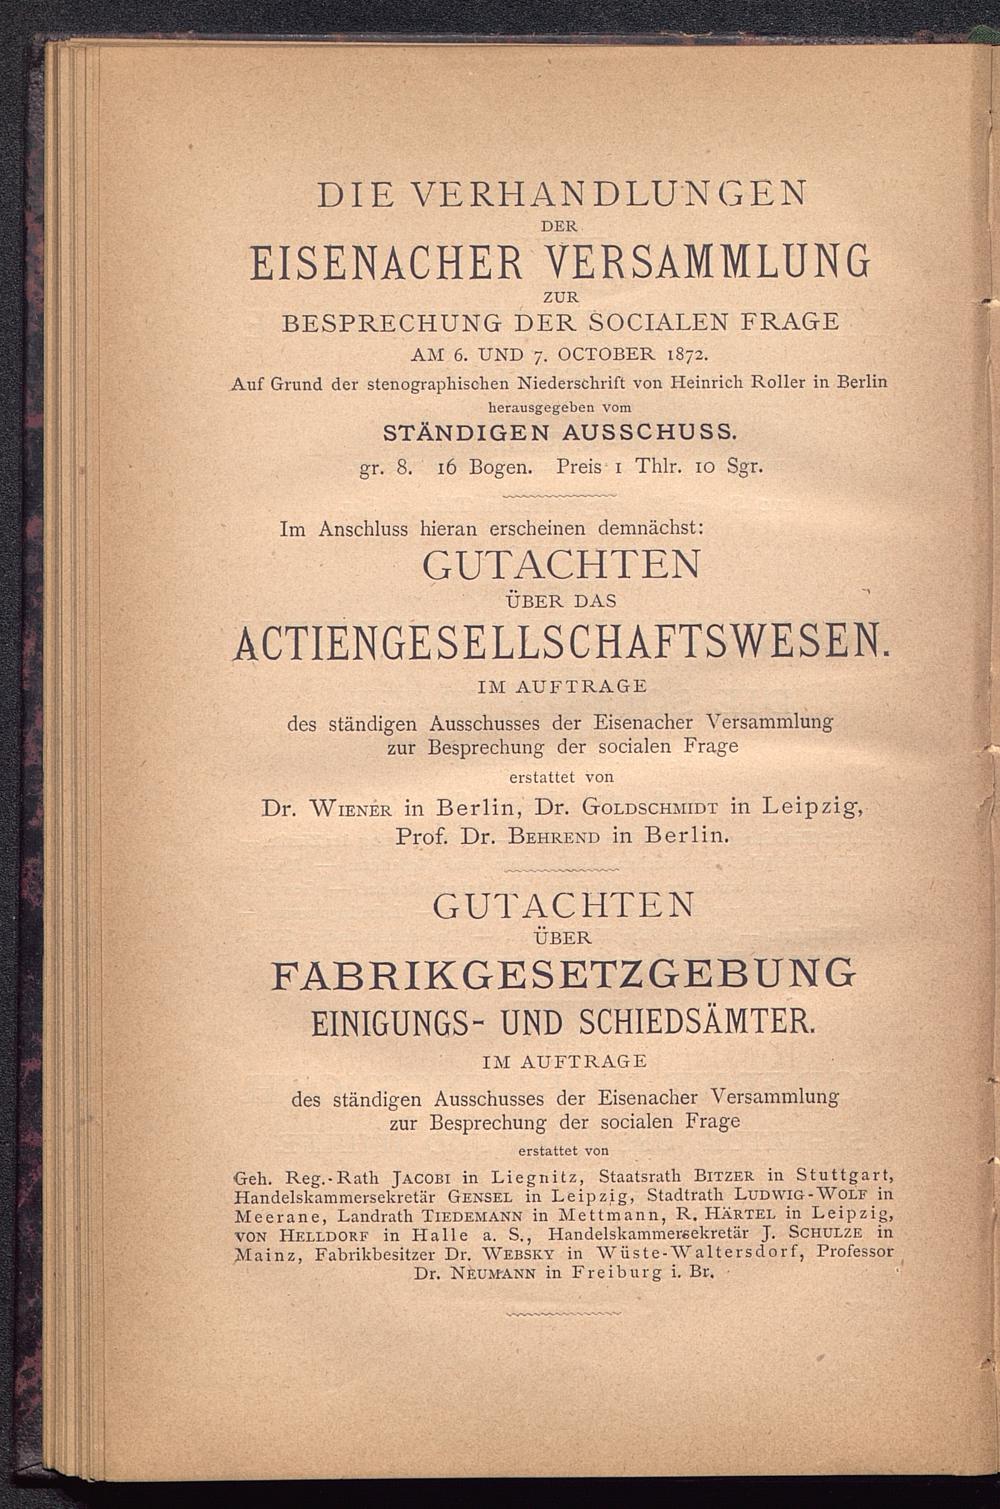 DIE VERHANDLUNGEN
DER
EISENACHER VERSAMMLUNG
ZUR
BESPRECHUNG DER SOCIALEN FRAGE
AM 6. UND 7. OCTOBER 1872.
Auf Grund der stenographischen Niederschrift von Heinrich Roller in Berlin
herausgegeben vom
STÄNDIGEN AUSSCHUSS.
gr. 8. 16 Bogen. Preis 1 Thlr. 10 Sgr.
Im Anschluss hieran erscheinen demnächst:
GUTACHTEN
ÜBER DAS
ACTIENGESELLSCHAFTSWESEN.
IM AUFTRAGE
des ständigen Ausschusses der Eisenacher Versammlung
zur Besprechung der socialen Frage
erstattet von
Dr. WIENER in Berlin, Dr. GOLDSCHMIDT in Leipzig,
Prof. Dr. BEHREND in Berlin.
GUTACHTEN
ÜBER
FABRIKGESETZGEBUNG
EINIGUNGS- UND SCHIEDSÄMTER.
IM AUFTRAGE
des ständigen Ausschusses der Eisenacher Versammlung
zur Besprechung der socialen Frage
erstattet von
Geh. Reg.-Rath JACOBI in Liegnitz, Staatsrath BITZER in Stuttgart,
Handelskammersekretär GENSEL in Leipzig, Stadtrath LUDWIG-WOLF in
Meerane, Landrath TIEDEMANN in Mettmann, R. HÄRTEL in Leipzig,
VON HELLDORF in Halle a. S., Handelskammersekretär J. SCHULZE in
Mainz, Fabrikbesitzer Dr. WEBSKY in Wüste-Waltersdorf, Professor
Dr. NEUMANN in Freiburg i. Br.